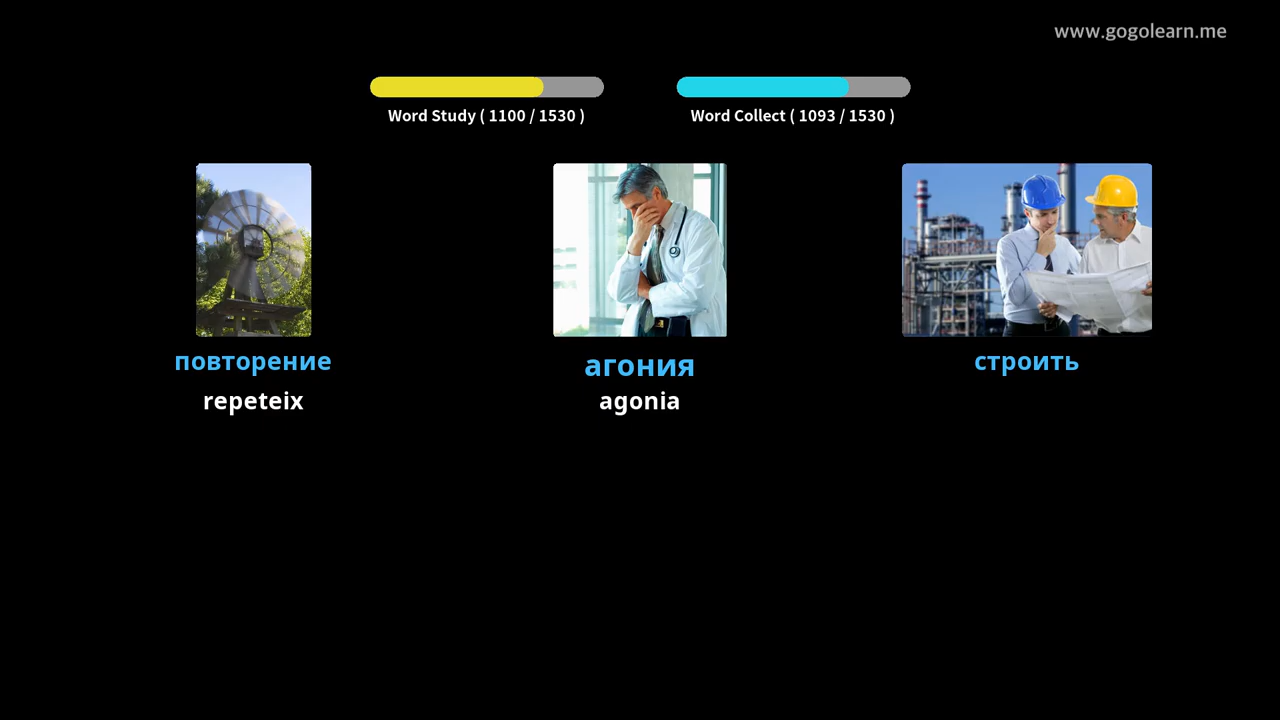 www.gogolearn.me
Word Study ( 1100 / 1530 )
Word Collect ( 1093 / 1530 )
повторение
агония
строить
repeteix
agonia